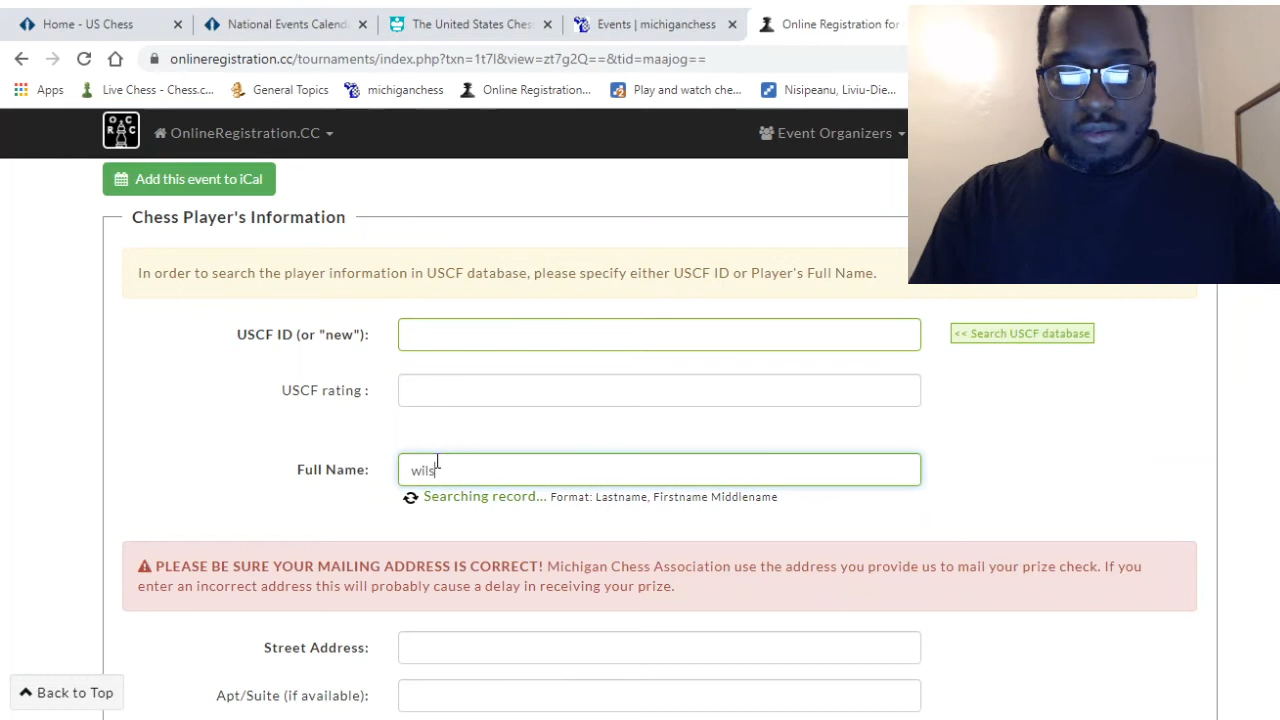 Home - US Chess × National Events Calenda × The United States Ches × Events | michiganchess × Online Registration for
onlineregistration.cc/tournaments/index.php?txn=1t7l&view=zt7g2Q==&tid=maajog==
Apps Live Chess - Chess.c... General Topics michiganchess Online Registration... Play and watch che... Nisipeanu, Liviu-Die...
OCRC OnlineRegistration.CC Event Organizers
Add this event to iCal
Chess Player's Information
In order to search the player information in USCF database, please specify either USCF ID or Player's Full Name.
USCF ID (or "new"): << Search USCF database
USCF rating :
Full Name: wils
Searching record... Format: Lastname, Firstname Middlename
PLEASE BE SURE YOUR MAILING ADDRESS IS CORRECT! Michigan Chess Association use the address you provide us to mail your prize check. If you
enter an incorrect address this will probably cause a delay in receiving your prize.
Street Address:
Back to Top Apt/Suite (if available):